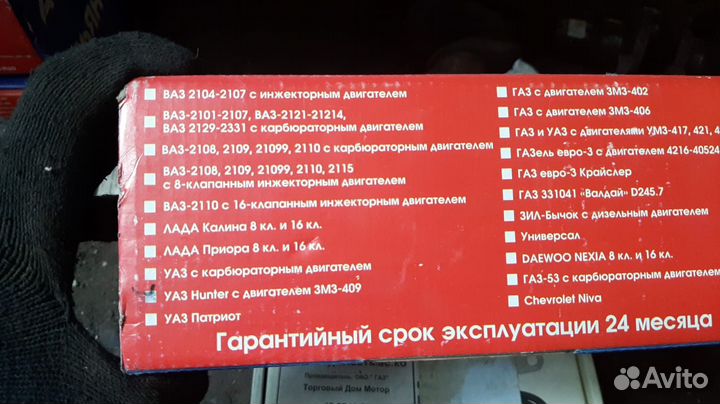 ВАЗ 2104-2107 с инжекторным двигателем
ВАЗ-2101-2107, ВАЗ-2121-21214,
ВАЗ 2129-2331 с карбюраторным двигателем
ВАЗ-2108, 2109, 21099, 2110 с карбюраторным двигателем
ВАЗ-2108, 2109, 21099, 2110, 2115
с 8-клапанным инжекторным двигателем
ВАЗ-2110 с 16-клапанным инжекторным двигателем
ЛАДА Калина 8 кл. и 16 кл.
ЛАДА Приора 8 кл. и 16 кл.
УАЗ с карбюраторным двигателем
УАЗ Hunter с двигателем ЗМЗ-409
УАЗ Патриот
ГАЗ с двигателем ЗМЗ-402
ГАЗ с двигателем ЗМЗ-406
ГАЗ и УАЗ с двигателями УМЗ-417, 421, 4
ГАЗель евро-3 с двигателем 4216-40524
ГАЗ евро-3 Крайслер
ГАЗ 331041 «Валдай» D245.7
ЗИЛ-Бычок с дизельным двигателем
Универсал
DAEWOO NEXIA 8 кл. и 16 кл.
ГАЗ-53 с карбюраторным двигателем
Chevrolet Niva
Гарантийный срок эксплуатации 24 месяца
Производитель: ОАО "ГАЗ"
Торговый Дом Мотор
Avito